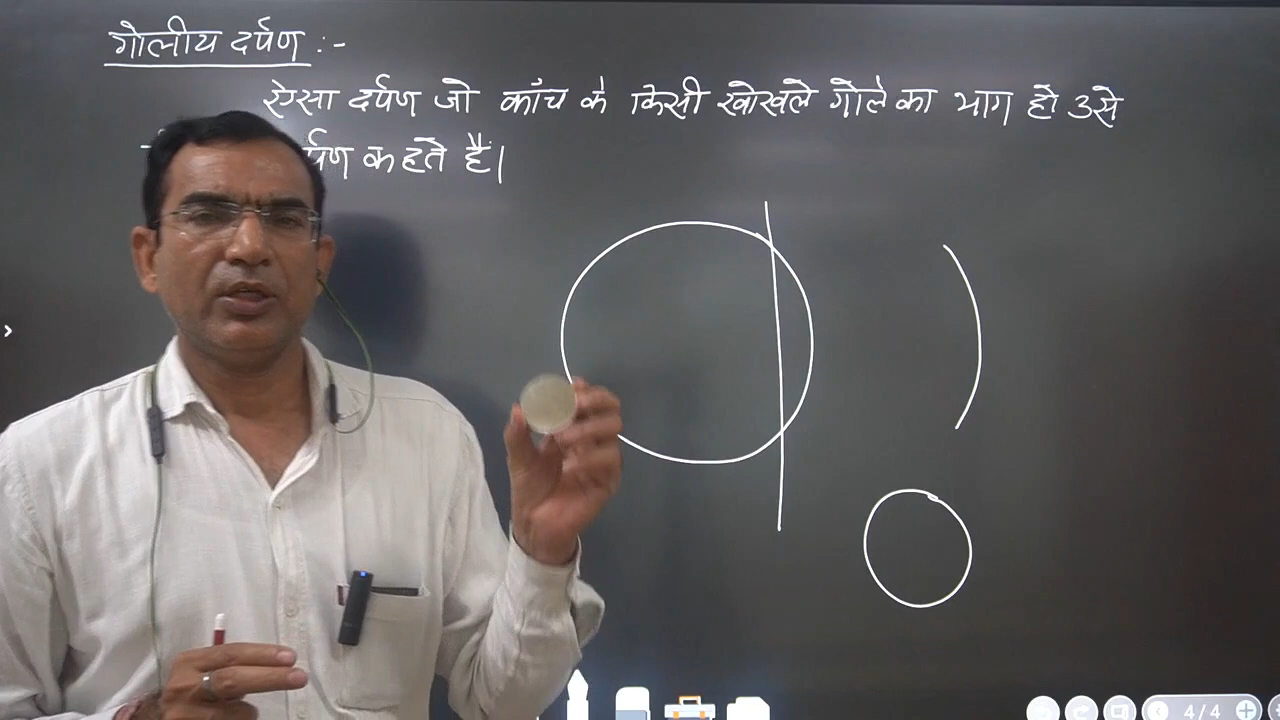 गोलीय दर्पण :-
ऐसा दर्पण जो काँच के किसी खोखले गोले का भाग हो उसे
र्पण कहते है।
4/4